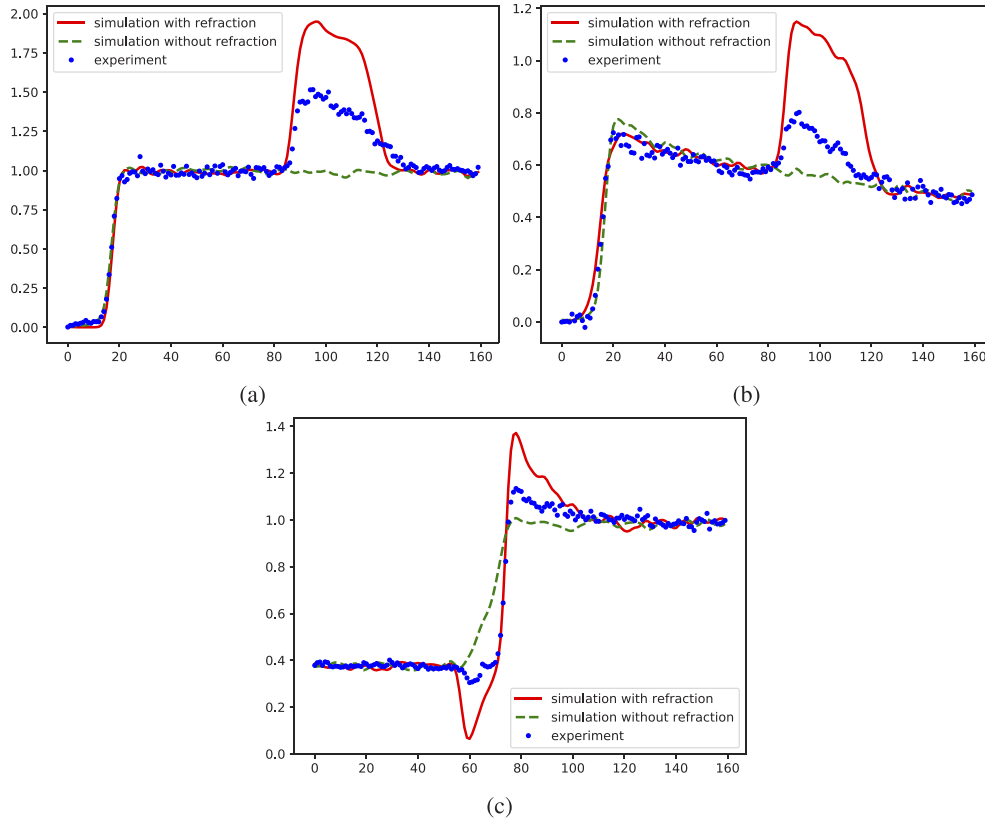 2.00
1.75
1.50
1.25
1.00
0.75
0.50
0.25
0.00
simulation with refraction
simulation without refraction
experiment
0 20 40 60 80 100 120 140 160
(a)
1.2
1.0
0.8
0.6
0.4
0.2
0.0
simulation with refraction
simulation without refraction
experiment
0 20 40 60 80 100 120 140 160
(b)
1.4
1.2
1.0
0.8
0.6
0.4
0.2
0.0
simulation with refraction
simulation without refraction
experiment
0 20 40 60 80 100 120 140 160
(c)